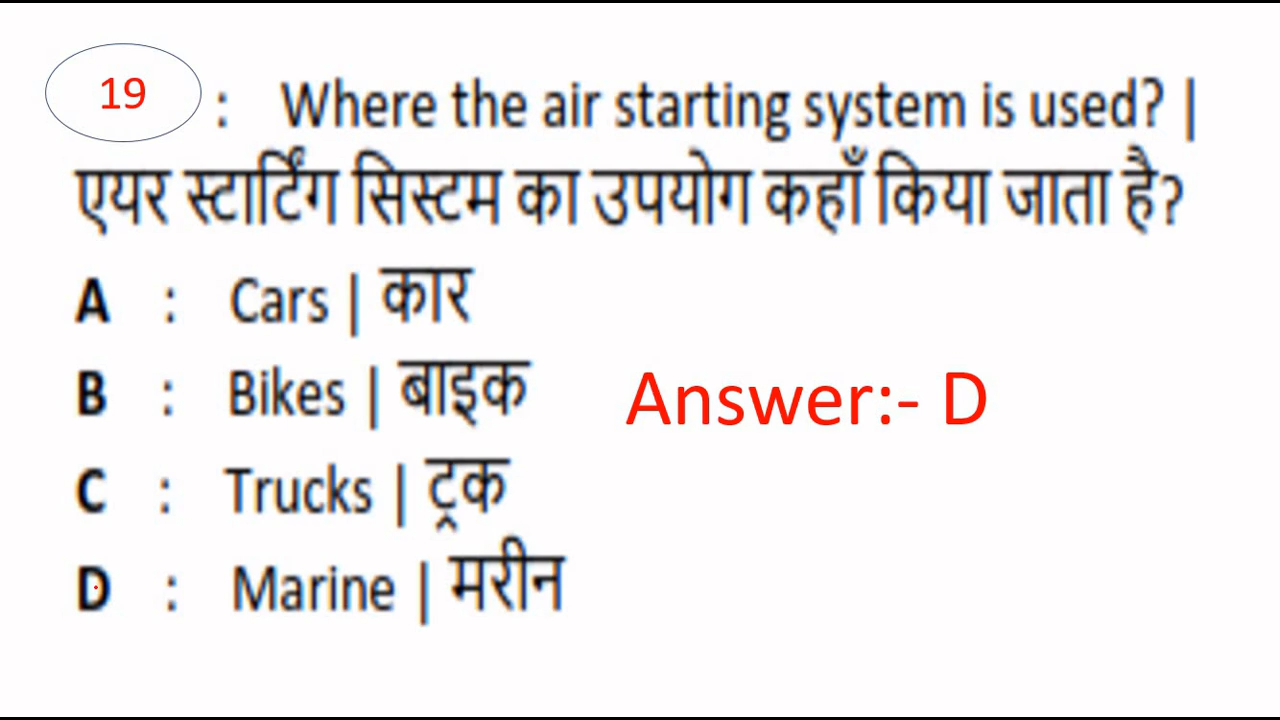 19 : Where the air starting system is used? |
एयर स्टार्टिंग सिस्टम का उपयोग कहाँ किया जाता है?
A : Cars | कार
B : Bikes | बाइक
Answer:- D
C : Trucks | ट्रक
D : Marine | मरीन